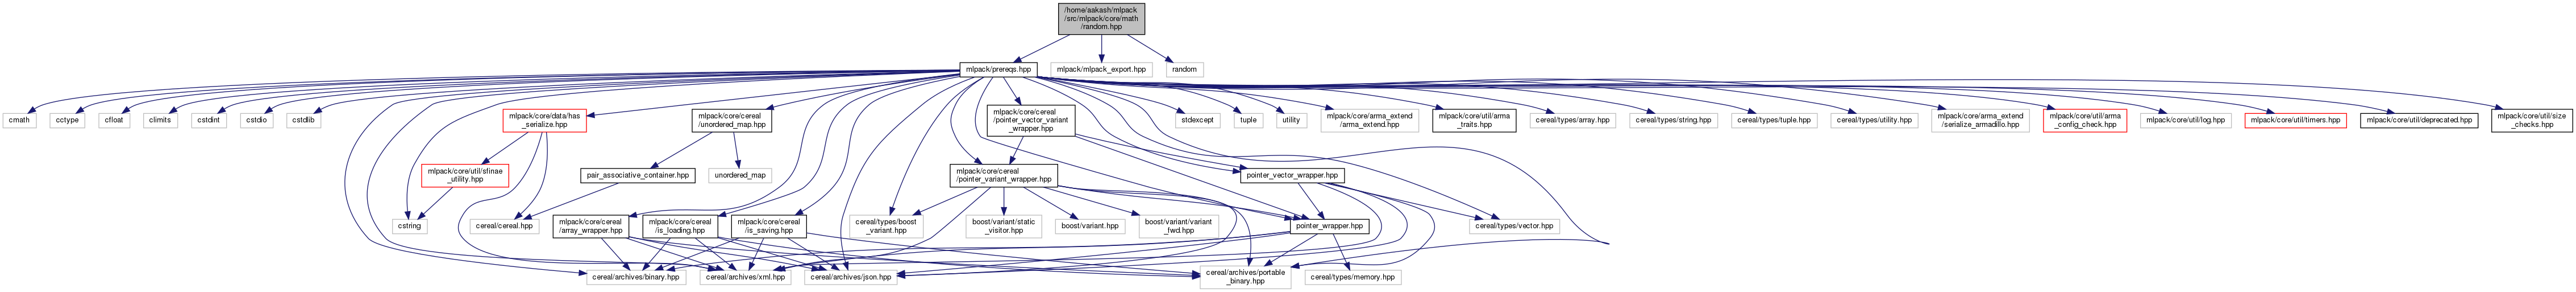 /home/aakash/mlpack
/src/mlpack/core/math
/random.hpp
mlpack/prereqs.hpp
mlpack/mlpack_export.hpp
random
cmath
cctype
cfloat
climits
cstdint
cstdio
cstdlib
mlpack/core/data/has
_serialize.hpp
mlpack/core/cereal
/unordered_map.hpp
mlpack/core/cereal
/pointer_vector_variant
_wrapper.hpp
stdexcept
tuple
utility
mlpack/core/arma_extend
/arma_extend.hpp
mlpack/core/util/arma
_traits.hpp
cereal/types/array.hpp
cereal/types/string.hpp
cereal/types/tuple.hpp
cereal/types/utility.hpp
mlpack/core/arma_extend
/serialize_armadillo.hpp
mlpack/core/util/arma
_config_check.hpp
mlpack/core/util/log.hpp
mlpack/core/util/timers.hpp
mlpack/core/util/deprecated.hpp
mlpack/core/util/size
_checks.hpp
mlpack/core/util/sfinae
_utility.hpp
pair_associative_container.hpp
unordered_map
mlpack/core/cereal
/pointer_variant_wrapper.hpp
pointer_vector_wrapper.hpp
cstring
cereal/cereal.hpp
mlpack/core/cereal
/array_wrapper.hpp
mlpack/core/cereal
/is_loading.hpp
mlpack/core/cereal
/is_saving.hpp
cereal/types/boost
_variant.hpp
boost/variant/static
_visitor.hpp
boost/variant.hpp
boost/variant/variant
_fwd.hpp
pointer_wrapper.hpp
cereal/types/vector.hpp
cereal/archives/binary.hpp
cereal/archives/xml.hpp
cereal/archives/json.hpp
cereal/archives/portable
_binary.hpp
cereal/types/memory.hpp